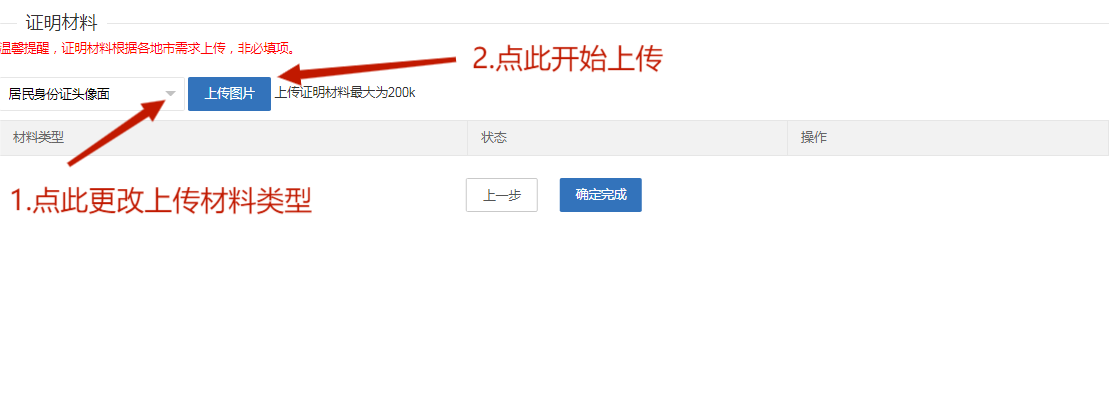 证明材料
温馨提醒，证明材料根据各地市需求上传，非必填项。
2.点此开始上传
居民身份证头像面
上传图片
上传证明材料最大为200k
材料类型
状态
操作
1.点此更改上传材料类型
上一步
确定完成